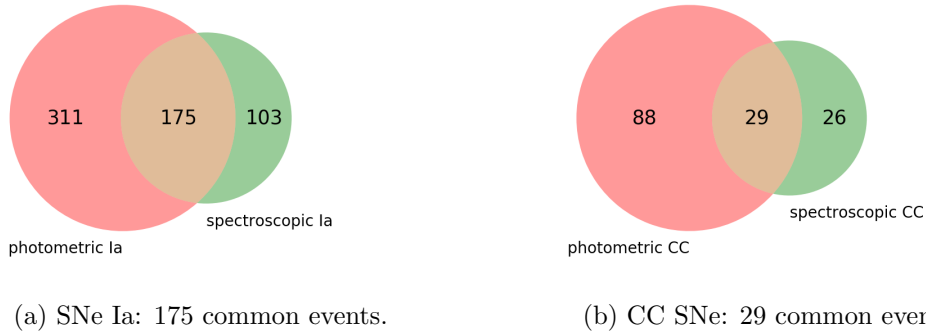 311
175
103
spectroscopic Ia
photometric Ia
(a) SNe Ia: 175 common events.
88
29
26
spectroscopic CC
photometric CC
(b) CC SNe: 29 common